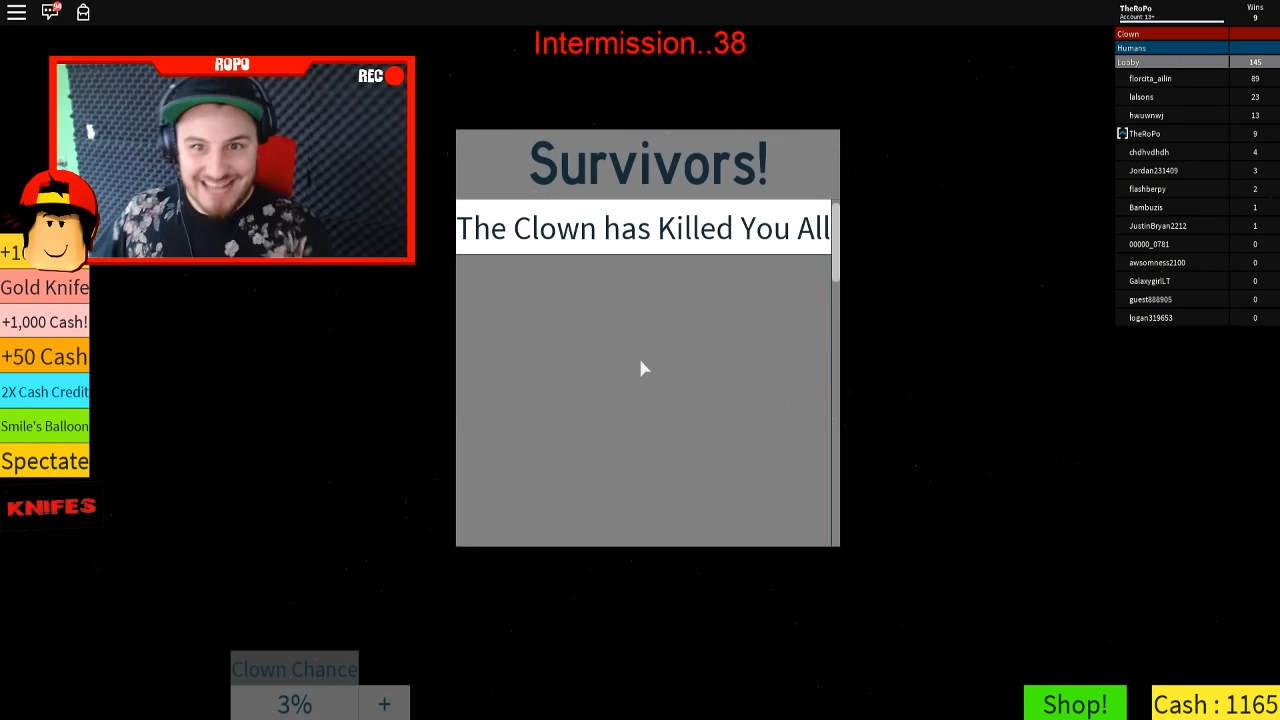 94
Intermission..38
TheRoPo
Account: 13+
Wins
9
Clown
Humans
Lobby 145
florcita_ailin 89
lalsons 23
hwuwnwj 13
TheRoPo 9
chdhvdhdh 4
Jordan231409 3
flashberpy 2
Bambuzis 1
JustinBryan2212 1
00000_0781 0
awsomness2100 0
GalaxygirlLT 0
guest888905 0
logan319653 0
ROPO
REC
Survivors!
The Clown has Killed You All
Gold Knife
+1,000 Cash!
+50 Cash
2X Cash Credit
Smile's Balloon
Spectate
KNIFES
Clown Chance
3% +
Shop!
Cash : 1165